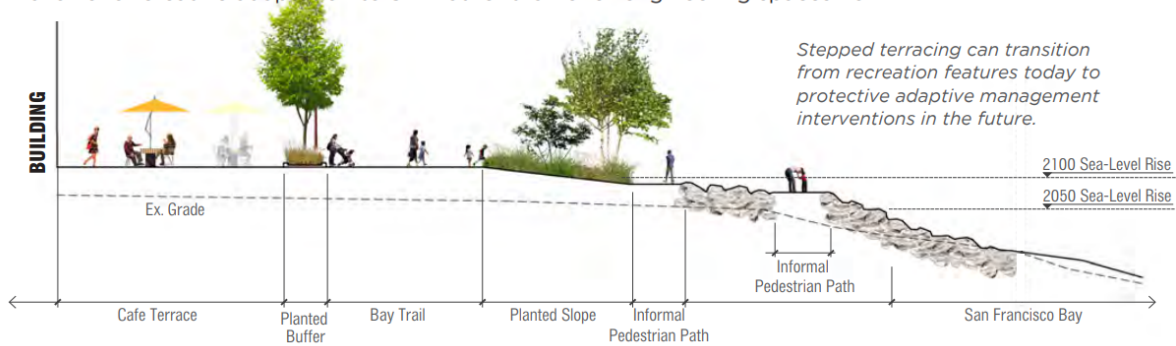 Stepped terracing can transition
from recreation features today to
protective adaptive management
interventions in the future.
BUILDING
2100 Sea-Level Rise
2050 Sea-Level Rise
Ex. Grade
Informal
Pedestrian Path
Cafe Terrace
Planted
Buffer
Bay Trail
Planted Slope
Informal
Pedestrian Path
San Francisco Bay